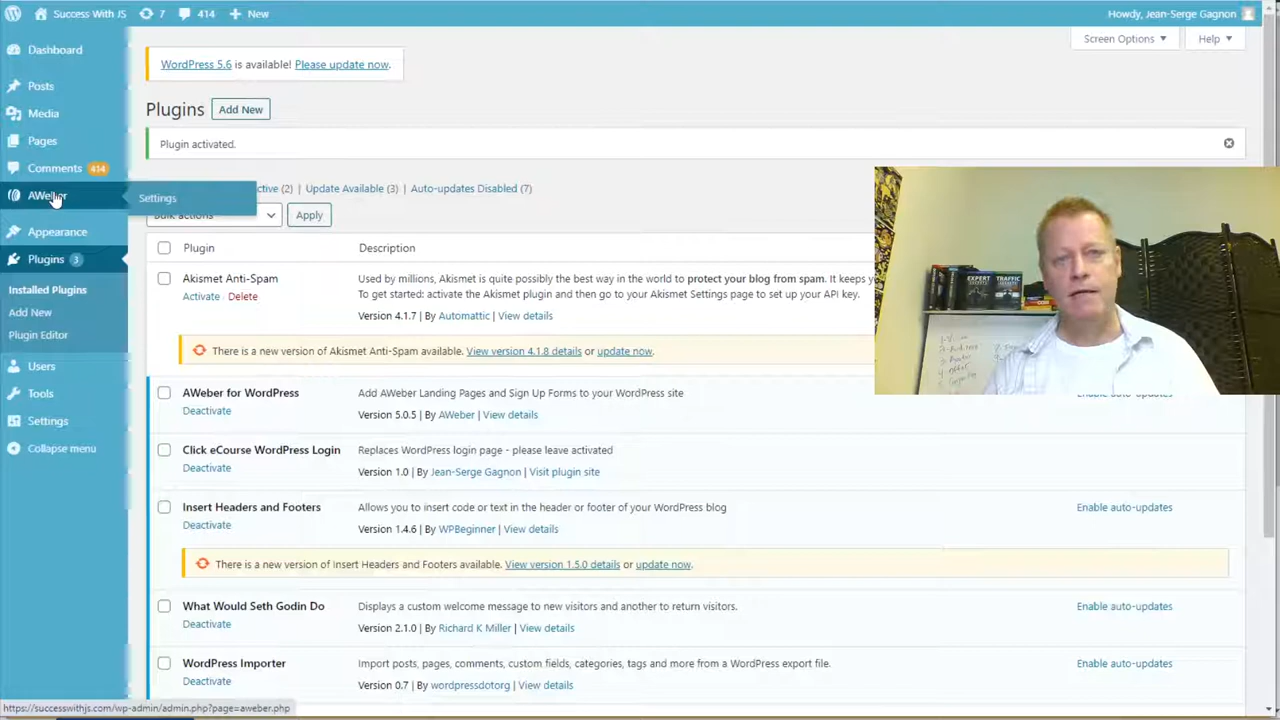 Success With JS 7 414 New Howdy, Jean-Serge Gagnon
Screen Options Help
Dashboard
Posts
Media
Pages
Comments 414
AWeber
Settings
Appearance
Plugins 3
Installed Plugins
Add New
Plugin Editor
Users
Tools
Settings
Collapse menu
WordPress 5.6 is available! Please update now.
Plugins Add New
Plugin activated.
ctive (2) | Update Available (3) | Auto-updates Disabled (7)
Bulk actions Apply
Plugin Description
Akismet Anti-Spam Used by millions, Akismet is quite possibly the best way in the world to protect your blog from spam. It keeps y
To get started: activate the Akismet plugin and then go to your Akismet Settings page to set up your API key.
Activate | Delete
Version 4.1.7 | By Automattic | View details
There is a new version of Akismet Anti-Spam available. View version 4.1.8 details or update now.
AWeber for WordPress Add AWeber Landing Pages and Sign Up Forms to your WordPress site Enable auto-updates
Deactivate Version 5.0.5 | By AWeber | View details
Click eCourse WordPress Login Replaces WordPress login page - please leave activated
Deactivate Version 1.0 | By Jean-Serge Gagnon | Visit plugin site
Insert Headers and Footers Allows you to insert code or text in the header or footer of your WordPress blog Enable auto-updates
Deactivate Version 1.4.6 | By WPBeginner | View details
There is a new version of Insert Headers and Footers available. View version 1.5.0 details or update now.
What Would Seth Godin Do Displays a custom welcome message to new visitors and another to return visitors. Enable auto-updates
Deactivate Version 2.1.0 | By Richard K Miller | View details
WordPress Importer Import posts, pages, comments, custom fields, categories, tags and more from a WordPress export file. Enable auto-updates
Deactivate Version 0.7 | By wordpressdotorg | View details
https://successwithjs.com/wp-admin/admin.php?page=aweber.php
EXPERT
SECRETS
TRAFFIC
SECRETS